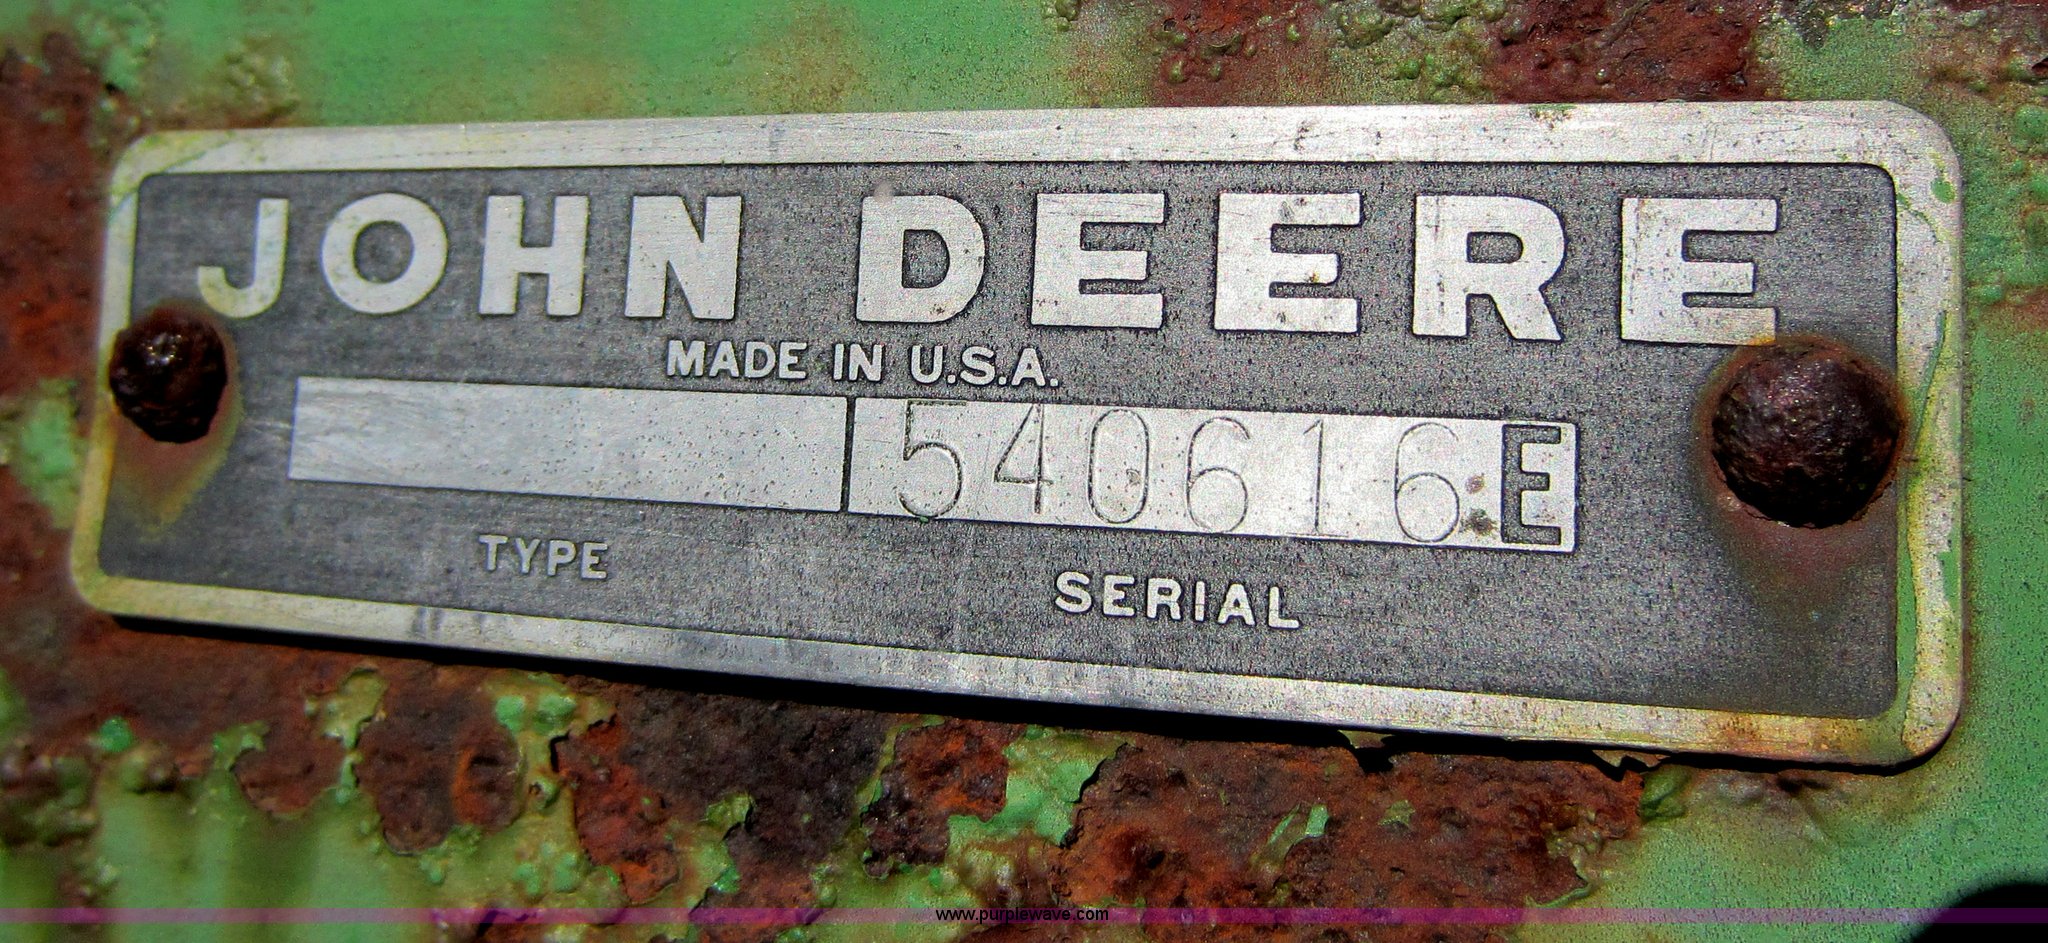 JOHN DEERE
MADE IN U.S.A.
540616E
TYPE
SERIAL
www.purplewave.com